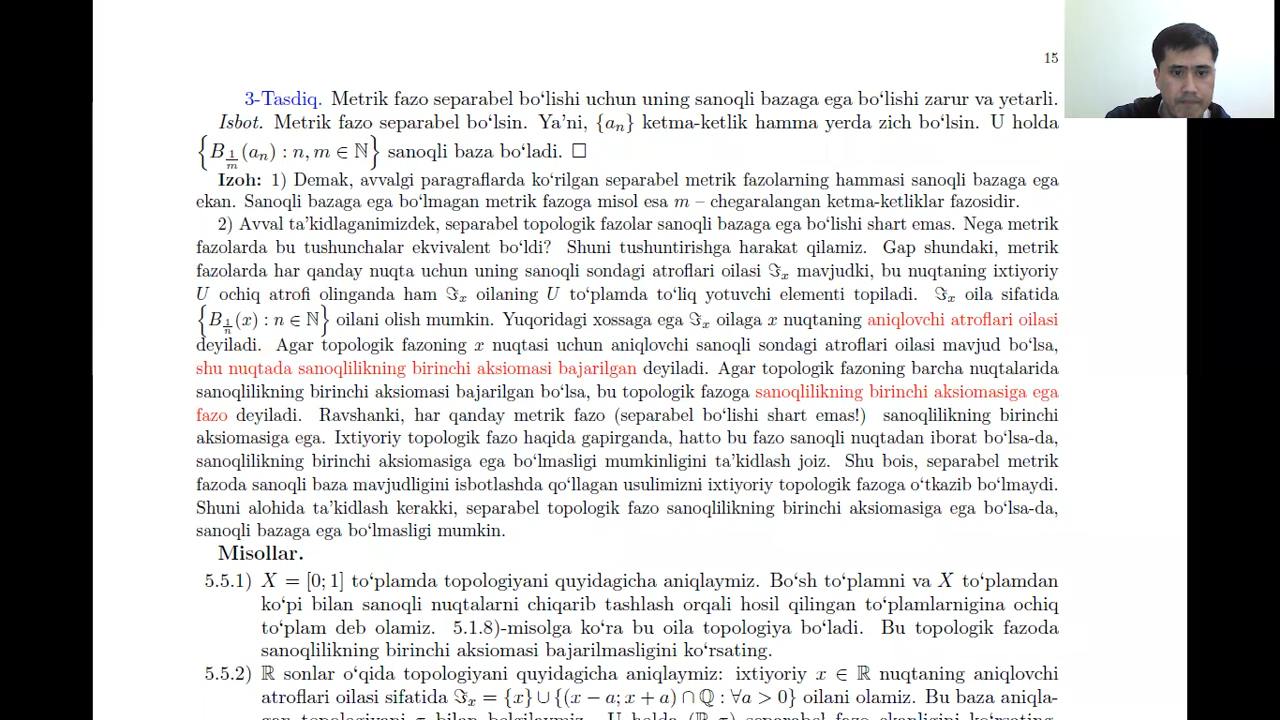 15
3-Tasdiq. Metrik fazo separabel bo‘lishi uchun uning sanoqli bazaga ega bo‘lishi zarur va yetarli.
Isbot. Metrik fazo separabel bo‘lsin. Ya’ni, {aₙ} ketma-ketlik hamma yerda zich bo‘lsin. U holda
{B_{1/m}(aₙ) : n, m ∈ ℕ} sanoqli baza bo‘ladi. □
Izoh: 1) Demak, avvalgi paragraflarda ko‘rilgan separabel metrik fazolarning hammasi sanoqli bazaga ega
ekan. Sanoqli bazaga ega bo‘lmagan metrik fazoga misol esa m – chegaralangan ketma-ketliklar fazosidir.
2) Avval ta’kidlaganimizdek, separabel topologik fazolar sanoqli bazaga ega bo‘lishi shart emas. Nega metrik
fazolarda bu tushunchalar ekvivalent bo‘ldi? Shuni tushuntirishga harakat qilamiz. Gap shundaki, metrik
fazolarda har qanday nuqta uchun uning sanoqli sondagi atroflari oilasi ℑₓ mavjudki, bu nuqtaning ixtiyoriy
U ochiq atrofi olinganda ham ℑₓ oilaning U to‘plamda to‘liq yotuvchi elementi topiladi. ℑₓ oila sifatida
{B_{1/n}(x) : n ∈ ℕ} oilani olish mumkin. Yuqoridagi xossaga ega ℑₓ oilaga x nuqtaning aniqlovchi atroflari oilasi
deyiladi. Agar topologik fazoning x nuqtasi uchun aniqlovchi sanoqli sondagi atroflari oilasi mavjud bo‘lsa,
shu nuqtada sanoqlilikning birinchi aksiomasi bajarilgan deyiladi. Agar topologik fazoning barcha nuqtalarida
sanoqlilikning birinchi aksiomasi bajarilgan bo‘lsa, bu topologik fazoga sanoqlilikning birinchi aksiomasiga ega
fazo deyiladi. Ravshanki, har qanday metrik fazo (separabel bo‘lishi shart emas!) sanoqlilikning birinchi
aksiomasiga ega. Ixtiyoriy topologik fazo haqida gapirganda, hatto bu fazo sanoqli nuqtadan iborat bo‘lsa-da,
sanoqlilikning birinchi aksiomasiga ega bo‘lmasligi mumkinligini ta’kidlash joiz. Shu bois, separabel metrik
fazoda sanoqli baza mavjudligini isbotlashda qo‘llagan usulimizni ixtiyoriy topologik fazoga o‘tkazib bo‘lmaydi.
Shuni alohida ta’kidlash kerakki, separabel topologik fazo sanoqlilikning birinchi aksiomasiga ega bo‘lsa-da,
sanoqli bazaga ega bo‘lmasligi mumkin.
Misollar.
5.5.1) X = [0; 1] to‘plamda topologiyani quyidagicha aniqlaymiz. Bo‘sh to‘plamni va X to‘plamdan
ko‘pi bilan sanoqli nuqtalarni chiqarib tashlash orqali hosil qilingan to‘plamlarnigina ochiq
to‘plam deb olamiz. 5.1.8)-misolga ko‘ra bu oila topologiya bo‘ladi. Bu topologik fazoda
sanoqlilikning birinchi aksiomasi bajarilmasligini ko‘rsating.
5.5.2) ℝ sonlar o‘qida topologiyani quyidagicha aniqlaymiz: ixtiyoriy x ∈ ℝ nuqtaning aniqlovchi
atroflari oilasi sifatida ℑₓ = {x} ∪ {(x − a; x + a) ∩ ℚ : ∀a > 0} oilani olamiz. Bu baza aniqla-
gan topologiyani τ bilan belgilaymiz. U holda (ℝ, τ) separabel fazo ekanligini ko‘rsating.